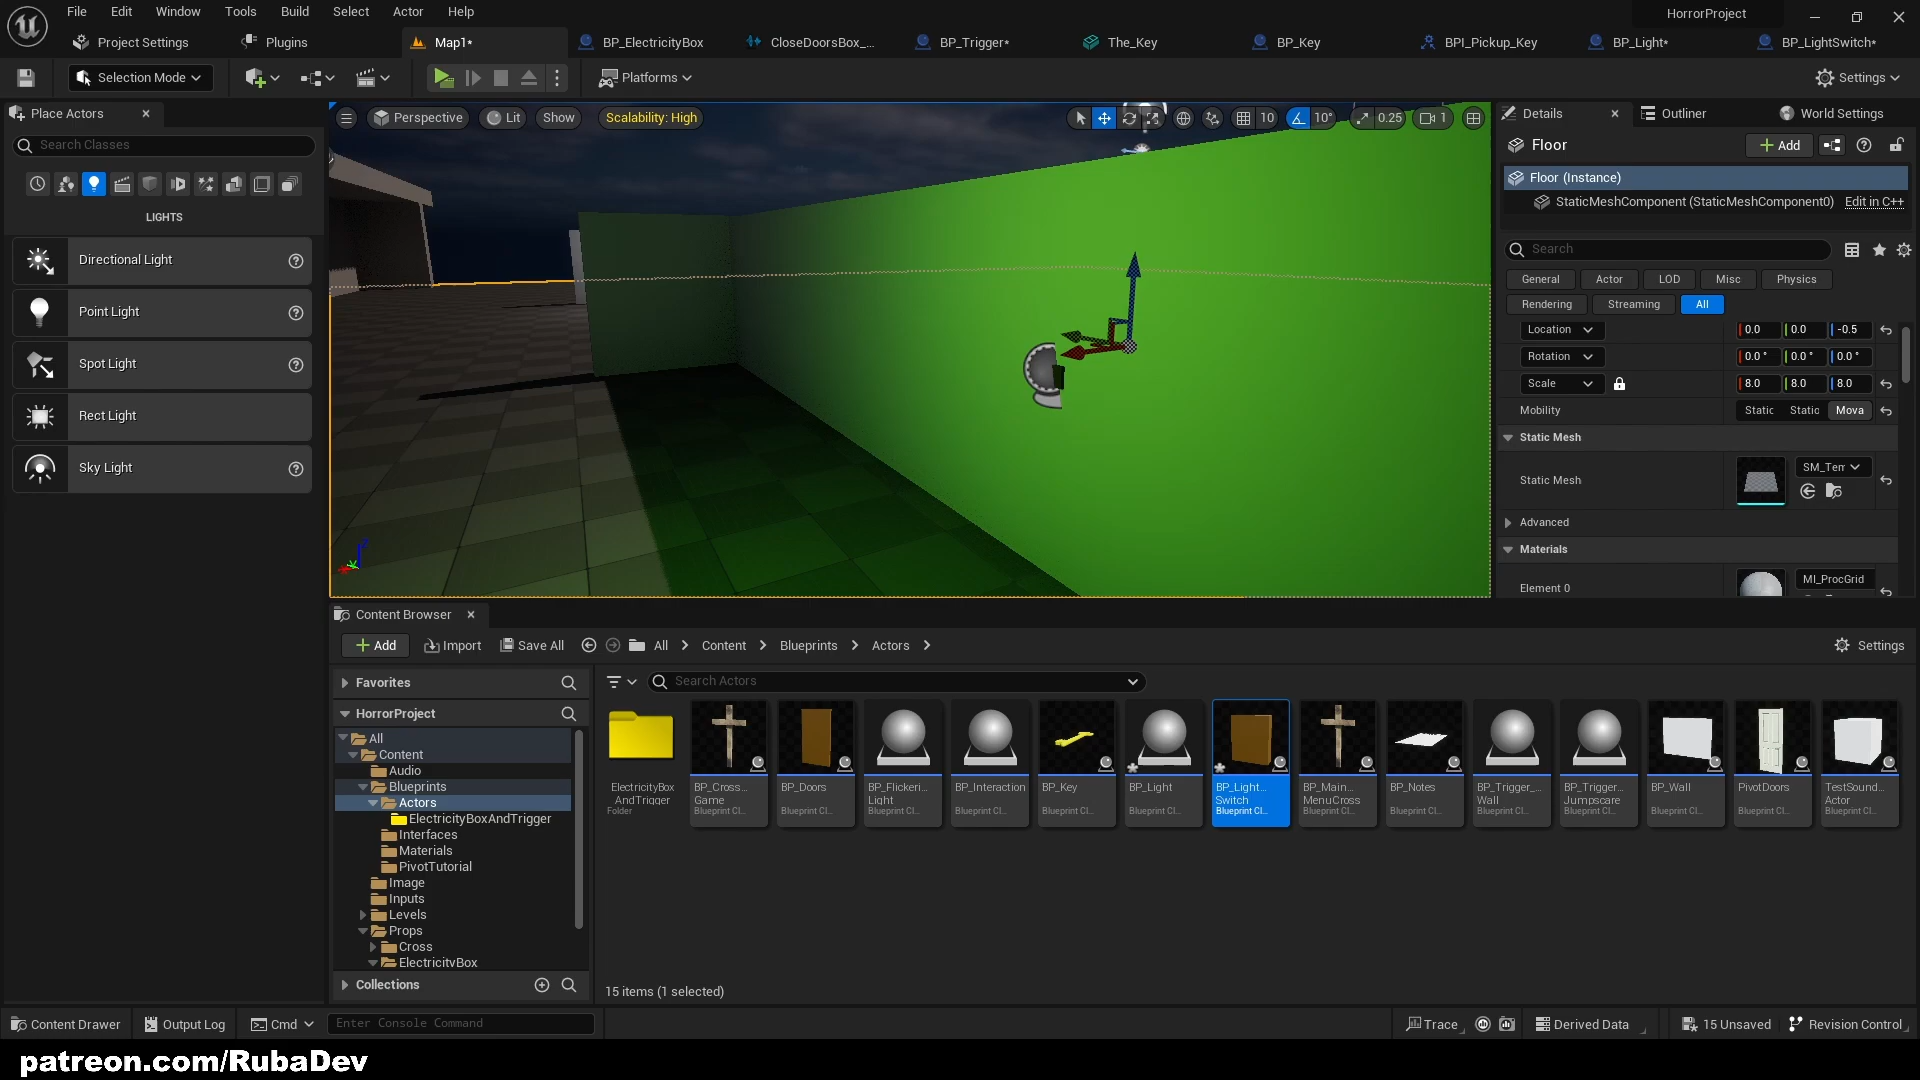 File Edit Window Tools Build Select Actor Help
HorrorProject
Project Settings
Plugins
Map1*
BP_ElectricityBox
CloseDoorsBox_...
BP_Trigger*
The_Key
BP_Key
BPI_Pickup_Key
BP_Light*
BP_LightSwitch*
Selection Mode
Platforms
Settings
Place Actors
Search Classes
LIGHTS
Directional Light
Point Light
Spot Light
Rect Light
Sky Light
Perspective
Lit
Show
Scalability: High
10
10°
0.25
1
Details
Outliner
World Settings
Floor
Add
Floor (Instance)
StaticMeshComponent (StaticMeshComponent0)
Edit in C++
Search
General
Actor
LOD
Misc
Physics
Rendering
Streaming
All
Location 0.0 0.0 -0.5
Rotation 0.0° 0.0° 0.0°
Scale 8.0 8.0 8.0
Mobility Static Statio Mova
Static Mesh
Static Mesh
SM_Tem
Advanced
Materials
Element 0
MI_ProcGrid
Content Browser
Add
Import
Save All
All
Content
Blueprints
Actors
Settings
Favorites
HorrorProject
All
Content
Audio
Blueprints
Actors
ElectricityBoxAndTrigger
Interfaces
Materials
PivotTutorial
Image
Inputs
Levels
Props
Cross
ElectricityBox
Collections
Search Actors
ElectricityBox
AndTrigger
Folder
BP_Cross...
Game
Blueprint Cl...
BP_Doors
Blueprint Cl...
BP_Flickeri...
Light
Blueprint Cl...
BP_Interaction
Blueprint Cl...
BP_Key
Blueprint Cl...
BP_Light
Blueprint Cl...
BP_Light...
Switch
Blueprint Cl...
BP_Main...
MenuCross
Blueprint Cl...
BP_Notes
Blueprint Cl...
BP_Trigger_...
Wall
Blueprint Cl...
BP_Trigger...
Jumpscare
Blueprint Cl...
BP_Wall
Blueprint Cl...
PivotDoors
Blueprint Cl...
TestSound...
Actor
Blueprint Cl...
15 items (1 selected)
Content Drawer
Output Log
Cmd
Enter Console Command
Trace
Derived Data
15 Unsaved
Revision Control
patreon.com/RubaDev